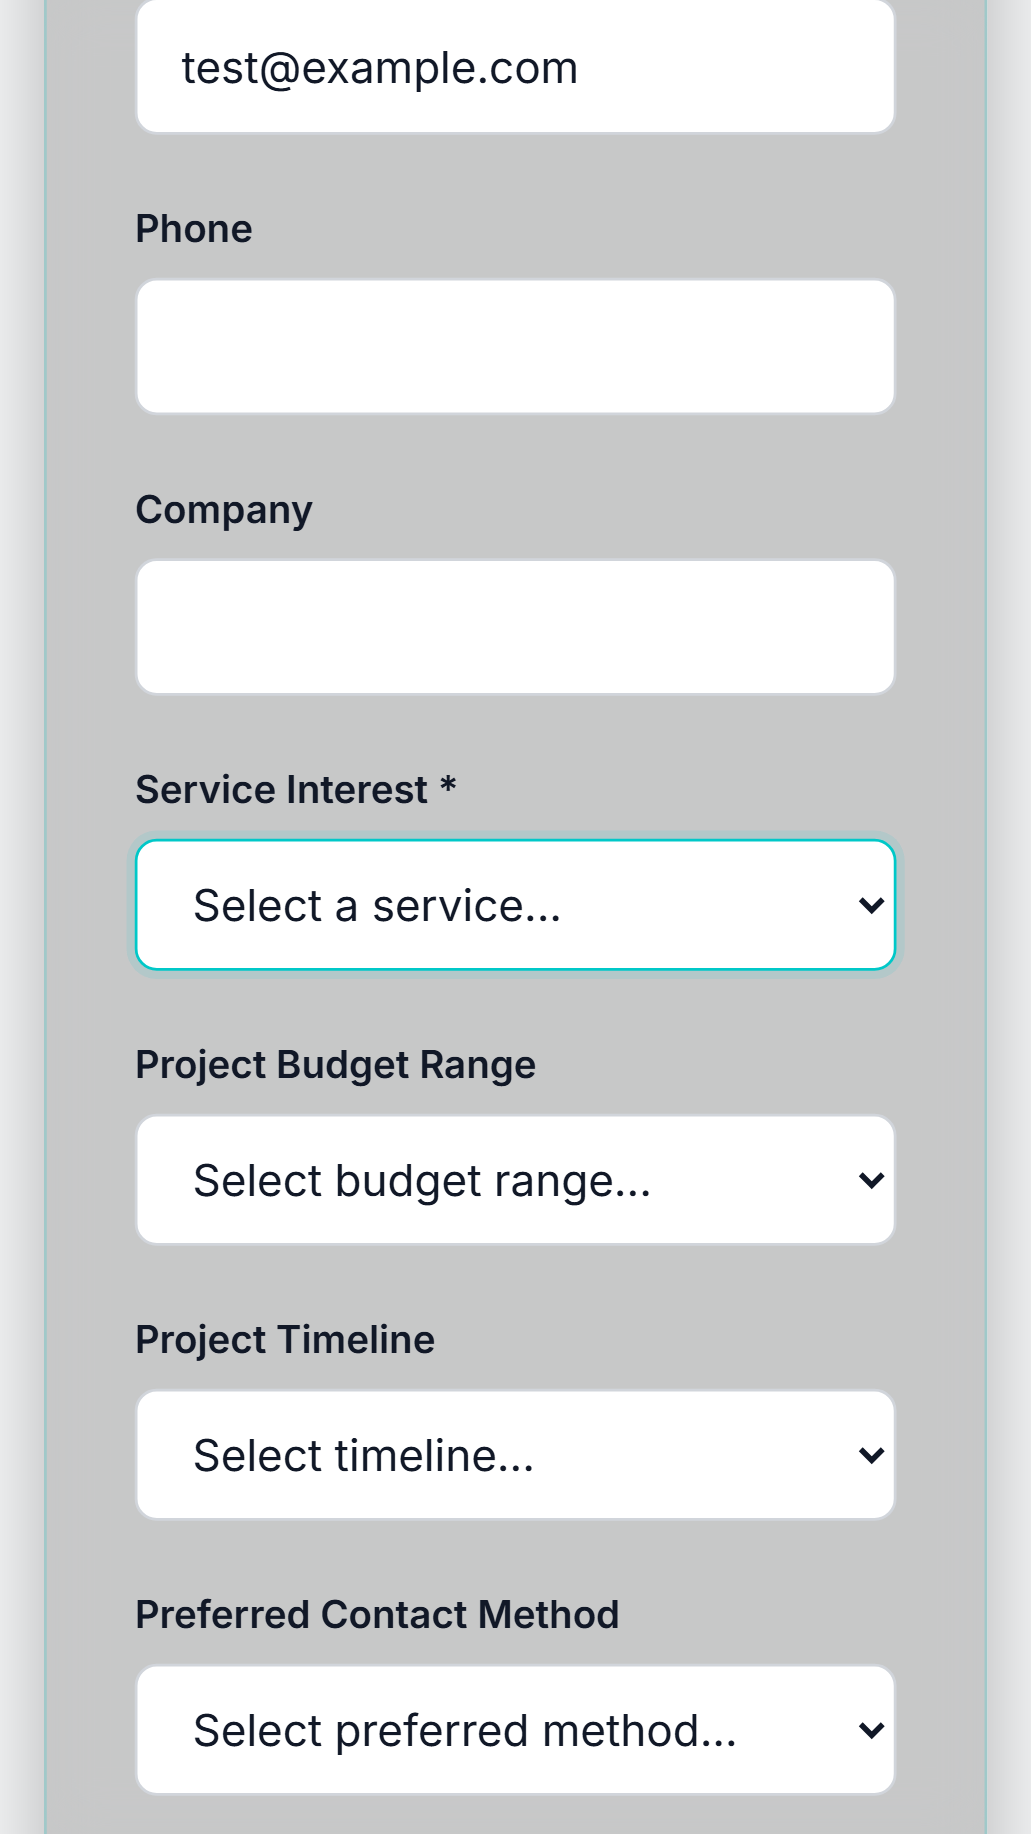 test@example.com
Phone
Company
Service Interest *
Select a service...
Project Budget Range
Select budget range...
Project Timeline
Select timeline...
Preferred Contact Method
Select preferred method...